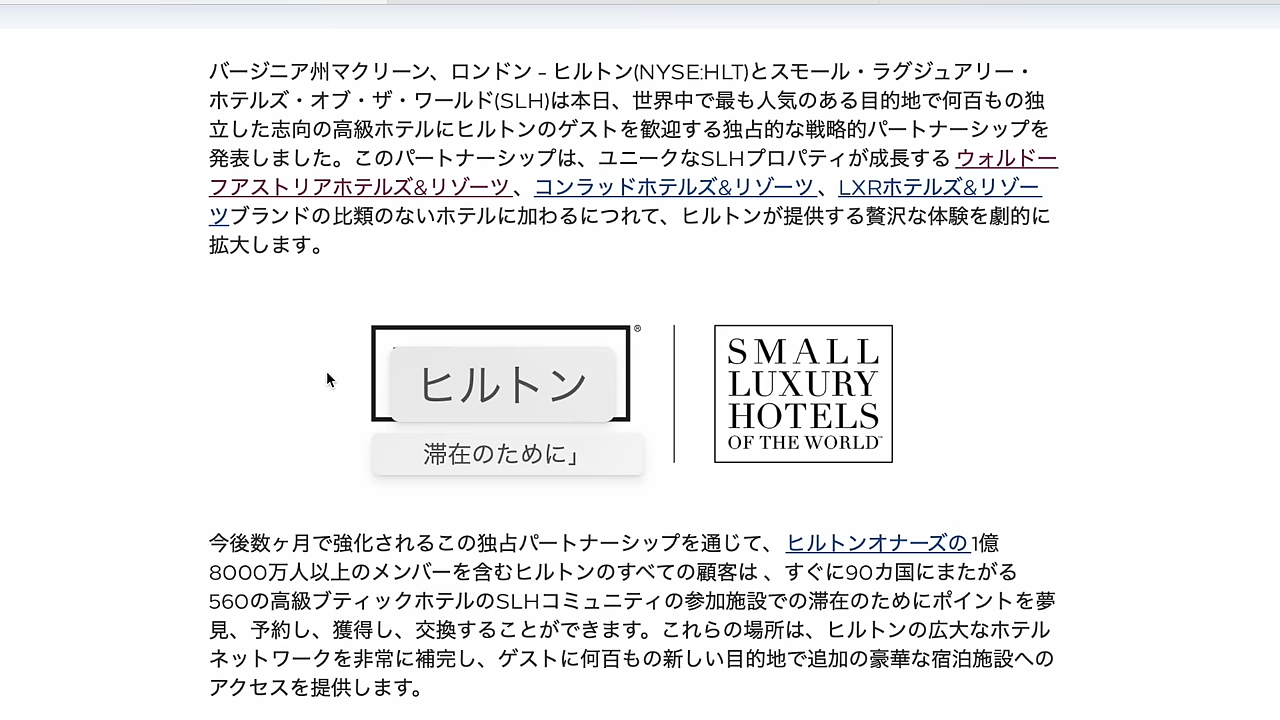 バージニア州マクリーン、ロンドン - ヒルトン(NYSE:HLT)とスモール・ラグジュアリー・
ホテルズ・オブ・ザ・ワールド(SLH)は本日、世界中で最も人気のある目的地で何百もの独
立した志向の高級ホテルにヒルトンのゲストを歓迎する独占的な戦略的パートナーシップを
発表しました。このパートナーシップは、ユニークなSLHプロパティが成長する ウォルドー
フアストリアホテルズ&リゾーツ 、コンラッドホテルズ&リゾーツ 、LXRホテルズ&リゾー
ツブランドの比類のないホテルに加わるにつれて、ヒルトンが提供する贅沢な体験を劇的に
拡大します。
ヒルトン
®
滞在のために」
SMALL
LUXURY
HOTELS
OF THE WORLD™
今後数ヶ月で強化されるこの独占パートナーシップを通じて、 ヒルトンオナーズの 1億
8000万人以上のメンバーを含むヒルトンのすべての顧客は 、すぐに90カ国にまたがる
560の高級ブティックホテルのSLHコミュニティの参加施設での滞在のためにポイントを夢
見、予約し、獲得し、交換することができます。これらの場所は、ヒルトンの広大なホテル
ネットワークを非常に補完し、ゲストに何百もの新しい目的地で追加の豪華な宿泊施設への
アクセスを提供します。